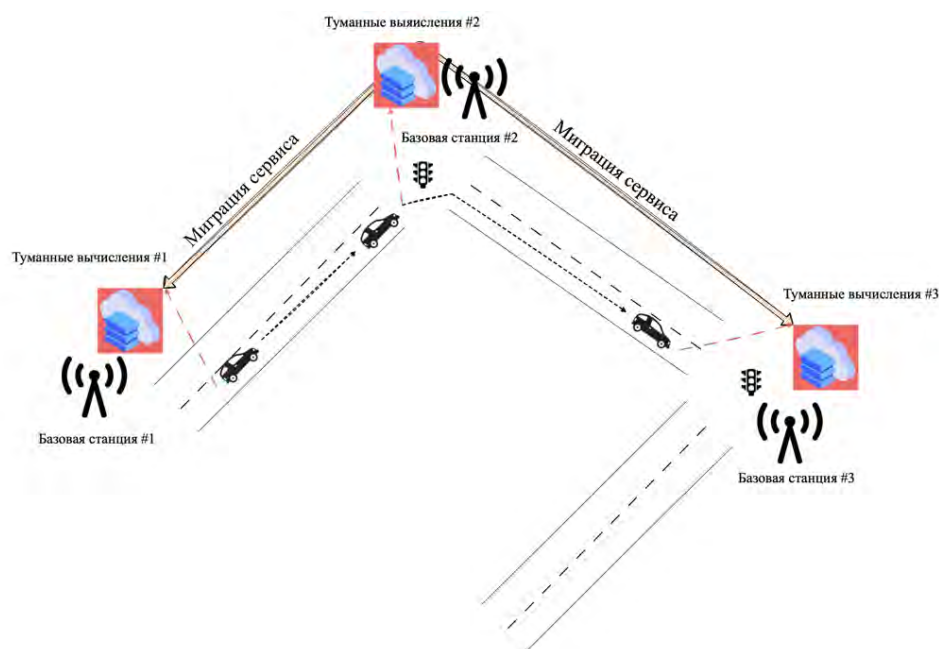 Туманные выяисления #2
Базовая станция #2
Миграция сервиса
Миграция сервиса
Туманные вычисления #1
Туманные вычисления #3
Базовая станция #1
Базовая станция #3